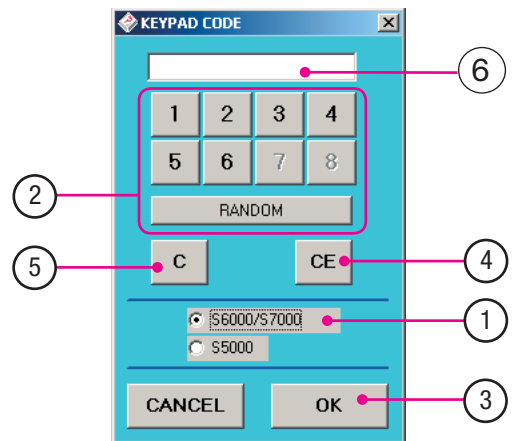 KEYPAD CODE
6
1 2 3 4
5 6 7 8
2
RANDOM
C CE
5 4
S6000/S7000
1
S5000
CANCEL OK
3